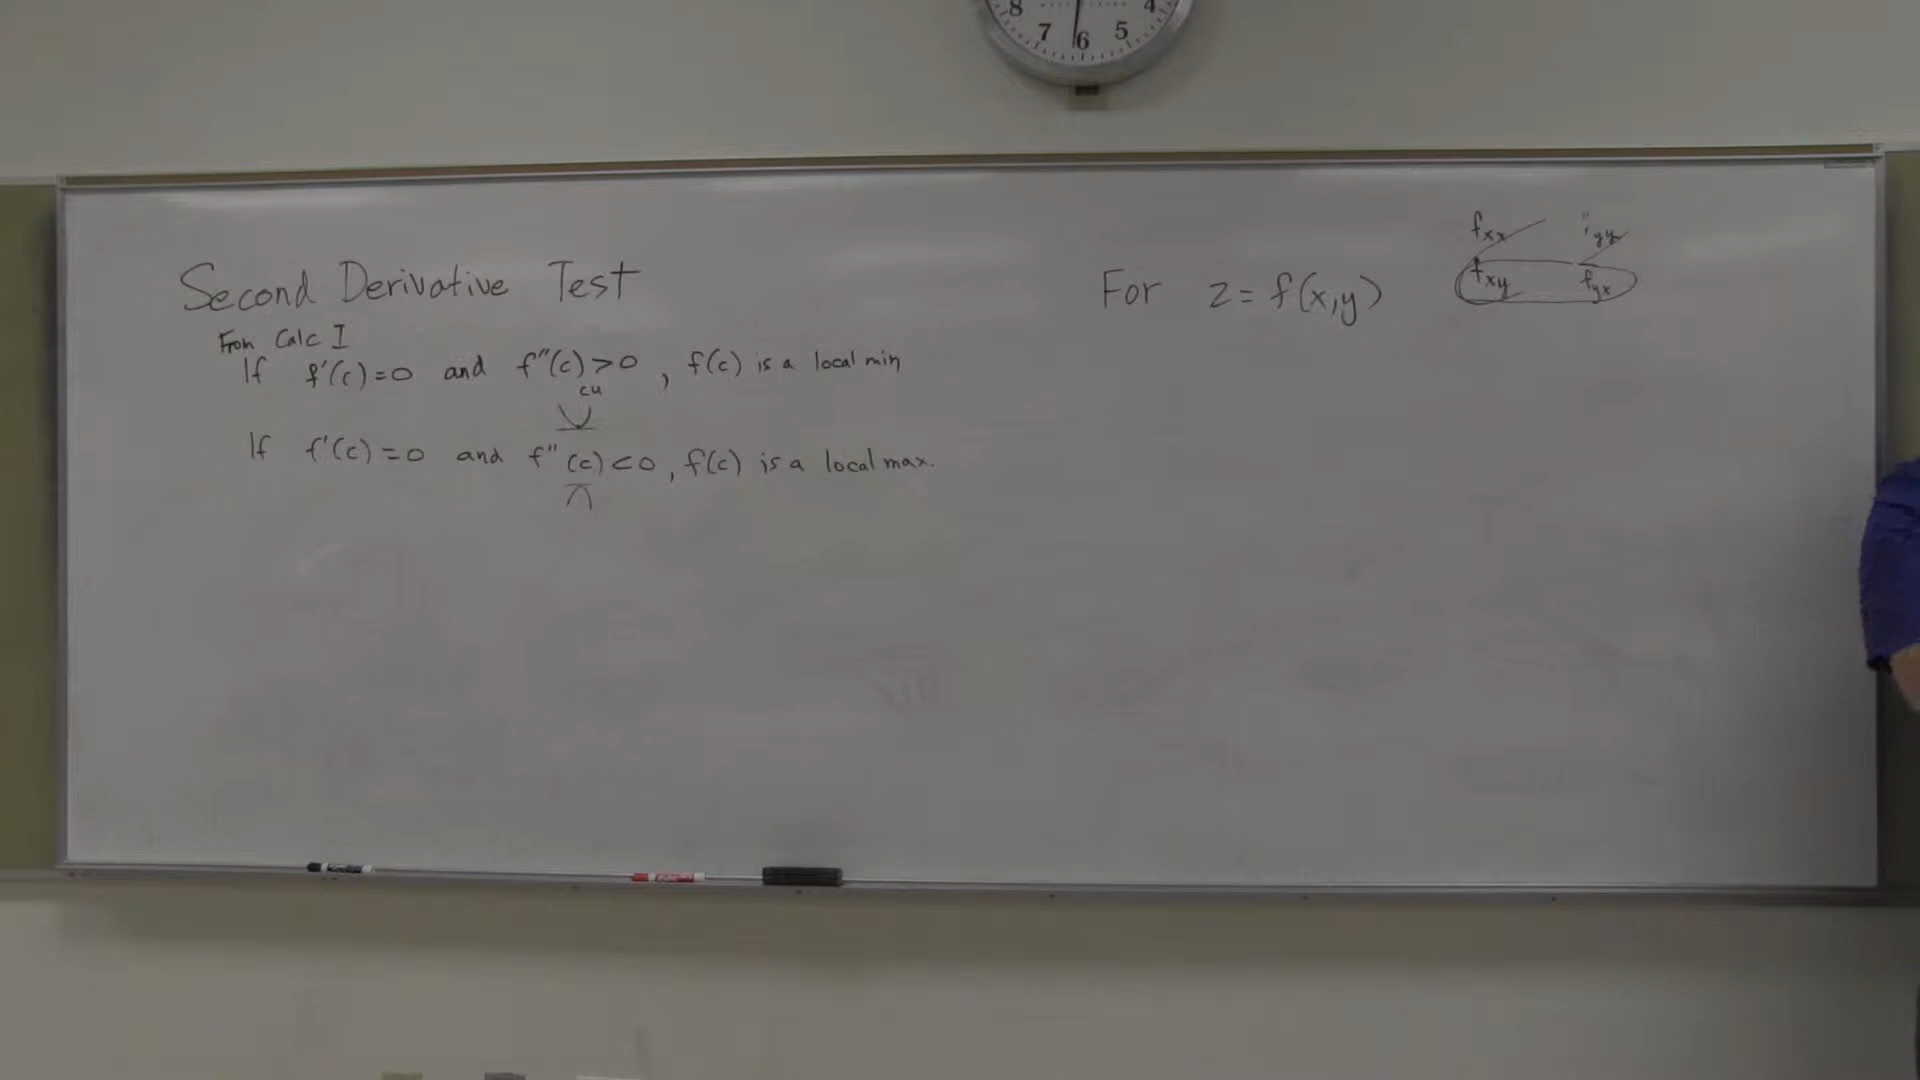 8 7 6 5 4
Second Derivative Test
From Calc I
If f'(c)=0 and f"(c)>0, f(c) is a local min
cu
If f'(c)=0 and f"(c)<0, f(c) is a local max.
For z=f(x,y)
fxx
fxy fyx